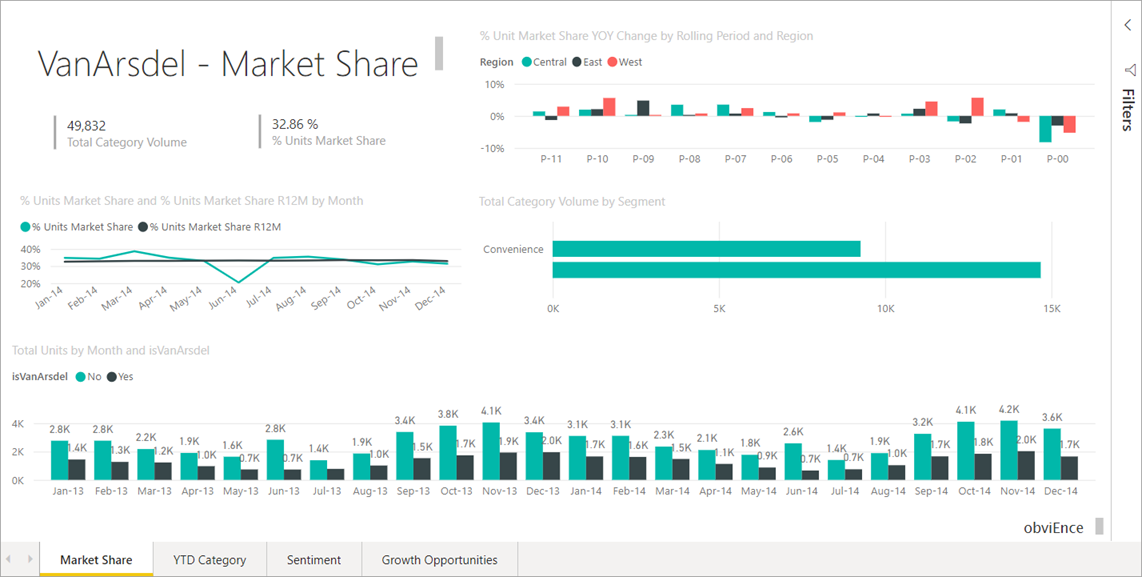 VanArsdel - Market Share
49,832
Total Category Volume
32.86 %
% Units Market Share
% Unit Market Share YOY Change by Rolling Period and Region
Region Central East West
10%
0%
-10%
P-11 P-10 P-09 P-08 P-07 P-06 P-05 P-04 P-03 P-02 P-01 P-00
Filters
% Units Market Share and % Units Market Share R12M by Month
% Units Market Share % Units Market Share R12M
40%
30%
20%
Jan-14 Feb-14 Mar-14 Apr-14 May-14 Jun-14 Jul-14 Aug-14 Sep-14 Oct-14 Nov-14 Dec-14
Total Category Volume by Segment
Convenience
0K 5K 10K 15K
Total Units by Month and isVanArsdel
isVanArsdel No Yes
4K
2K
0K
2.8K 1.4K 2.8K 1.3K 2.2K 1.2K 1.9K 1.0K 1.6K 0.7K 2.8K 0.7K 1.4K 1.9K 1.0K 3.4K 1.5K 3.8K 1.7K 4.1K 1.9K 3.4K 2.0K 3.1K 1.7K 3.1K 1.6K 2.3K 1.5K 2.1K 1.1K 1.8K 0.9K 2.6K 0.7K 1.4K 0.7K 1.9K 1.0K 3.2K 1.7K 4.1K 1.8K 4.2K 2.0K 3.6K 1.7K
Jan-13 Feb-13 Mar-13 Apr-13 May-13 Jun-13 Jul-13 Aug-13 Sep-13 Oct-13 Nov-13 Dec-13 Jan-14 Feb-14 Mar-14 Apr-14 May-14 Jun-14 Jul-14 Aug-14 Sep-14 Oct-14 Nov-14 Dec-14
obviEnce
Market Share YTD Category Sentiment Growth Opportunities